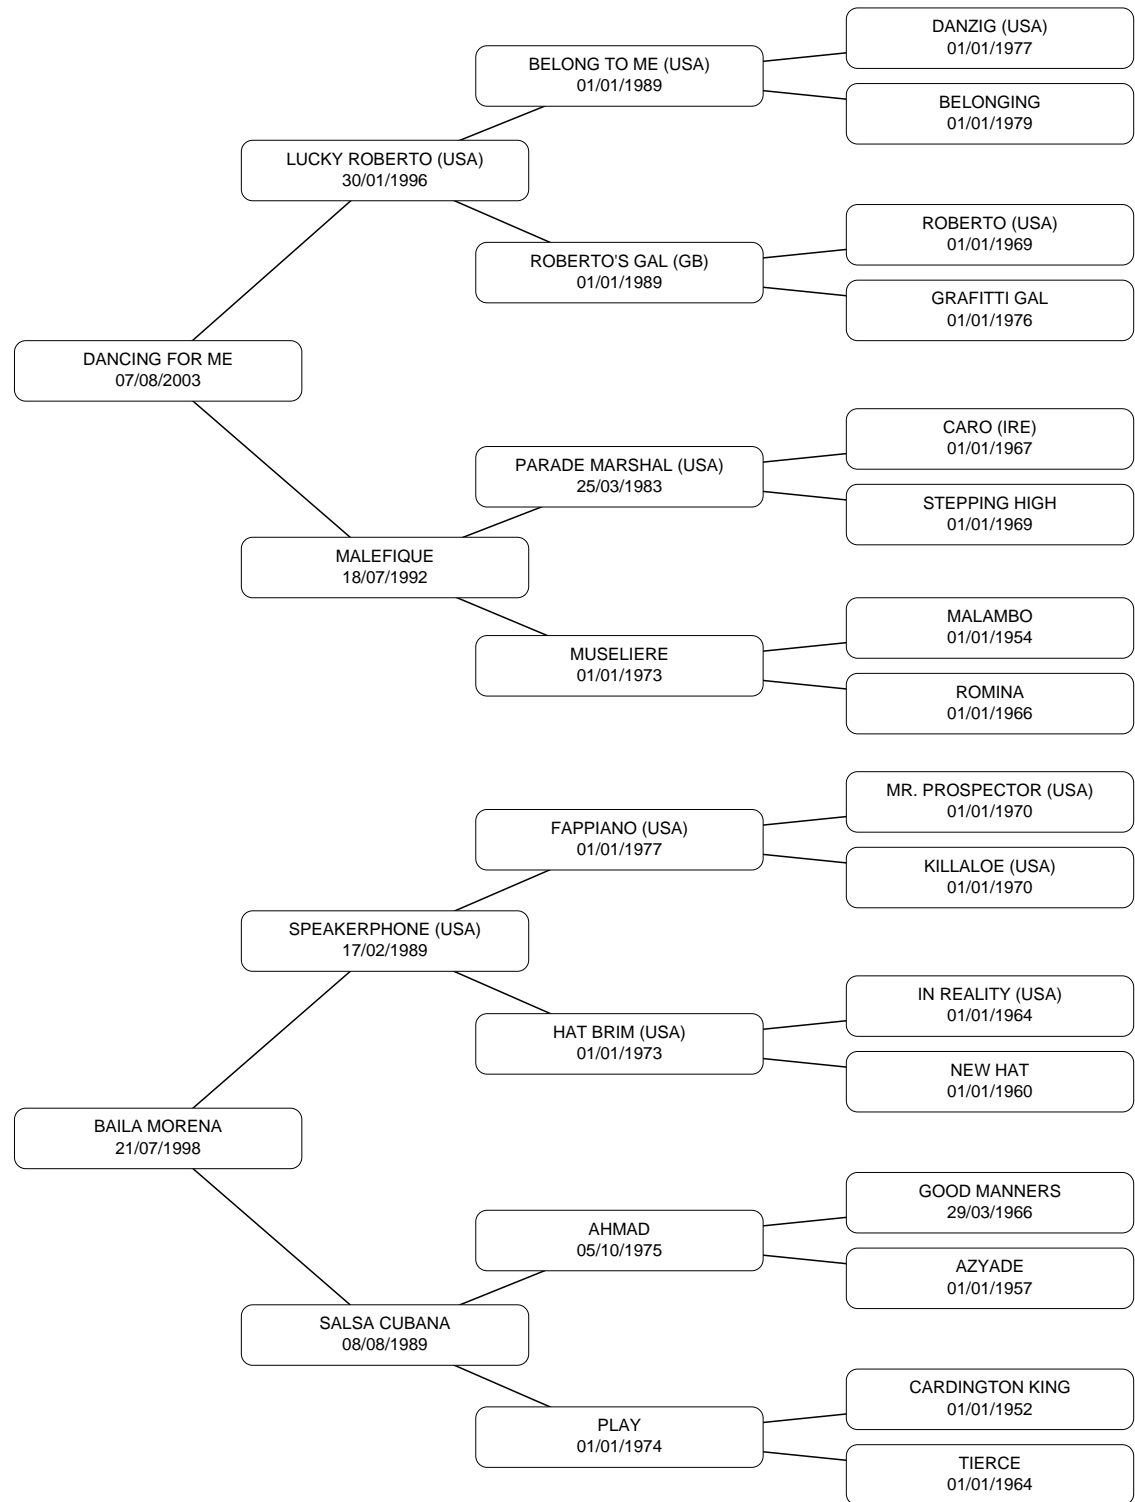 DANZIG (USA)
01/01/1977
BELONG TO ME (USA)
01/01/1989
BELONGING
01/01/1979
LUCKY ROBERTO (USA)
30/01/1996
ROBERTO (USA)
01/01/1969
ROBERTO'S GAL (GB)
01/01/1989
GRAFITTI GAL
01/01/1976
DANCING FOR ME
07/08/2003
CARO (IRE)
01/01/1967
PARADE MARSHAL (USA)
25/03/1983
STEPPING HIGH
01/01/1969
MALEFIQUE
18/07/1992
MALAMBO
01/01/1954
MUSELIERE
01/01/1973
ROMINA
01/01/1966
MR. PROSPECTOR (USA)
01/01/1970
FAPPIANO (USA)
01/01/1977
KILLALOE (USA)
01/01/1970
SPEAKERPHONE (USA)
17/02/1989
IN REALITY (USA)
01/01/1964
HAT BRIM (USA)
01/01/1973
NEW HAT
01/01/1960
BAILA MORENA
21/07/1998
GOOD MANNERS
29/03/1966
AHMAD
05/10/1975
AZYADE
01/01/1957
SALSA CUBANA
08/08/1989
CARDINGTON KING
01/01/1952
PLAY
01/01/1974
TIERCE
01/01/1964